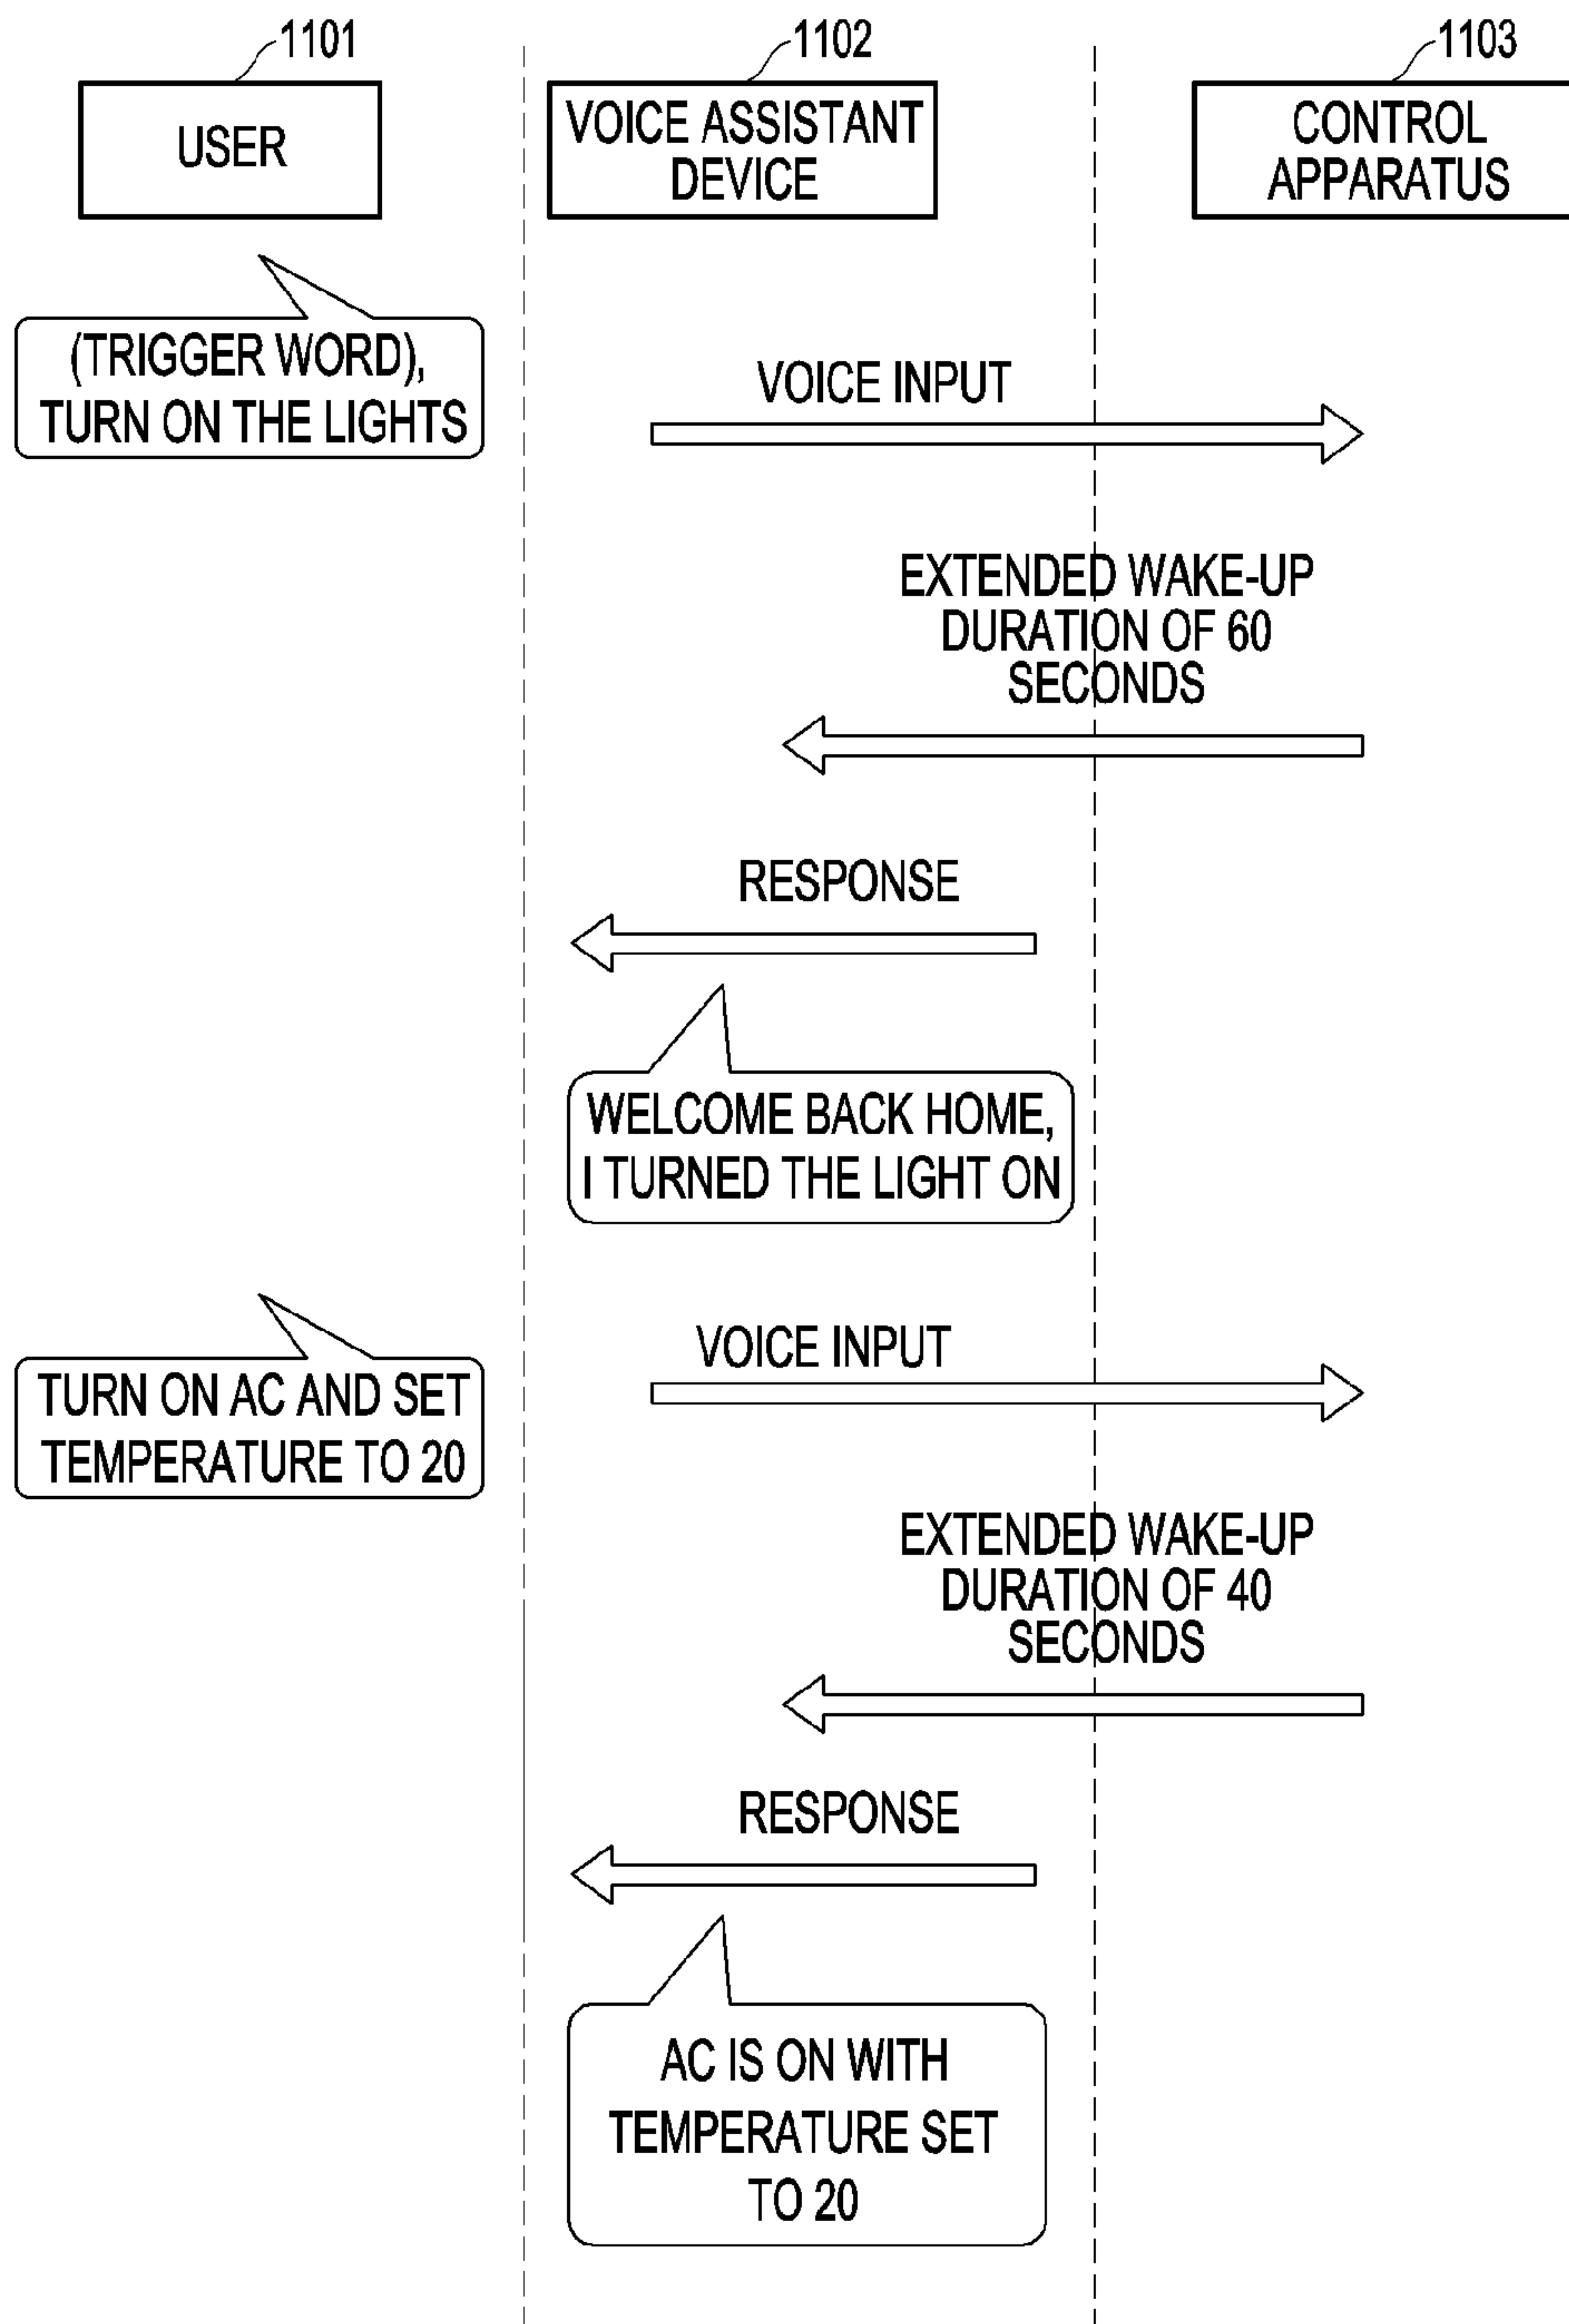 1101
1102
1103
USER
VOICE ASSISTANT
DEVICE
CONTROL
APPARATUS
(TRIGGER WORD),
TURN ON THE LIGHTS
VOICE INPUT
EXTENDED WAKE-UP
DURATION OF 60
SECONDS
RESPONSE
WELCOME BACK HOME,
I TURNED THE LIGHT ON
TURN ON AC AND SET
TEMPERATURE TO 20
VOICE INPUT
EXTENDED WAKE-UP
DURATION OF 40
SECONDS
RESPONSE
AC IS ON WITH
TEMPERATURE SET
TO 20